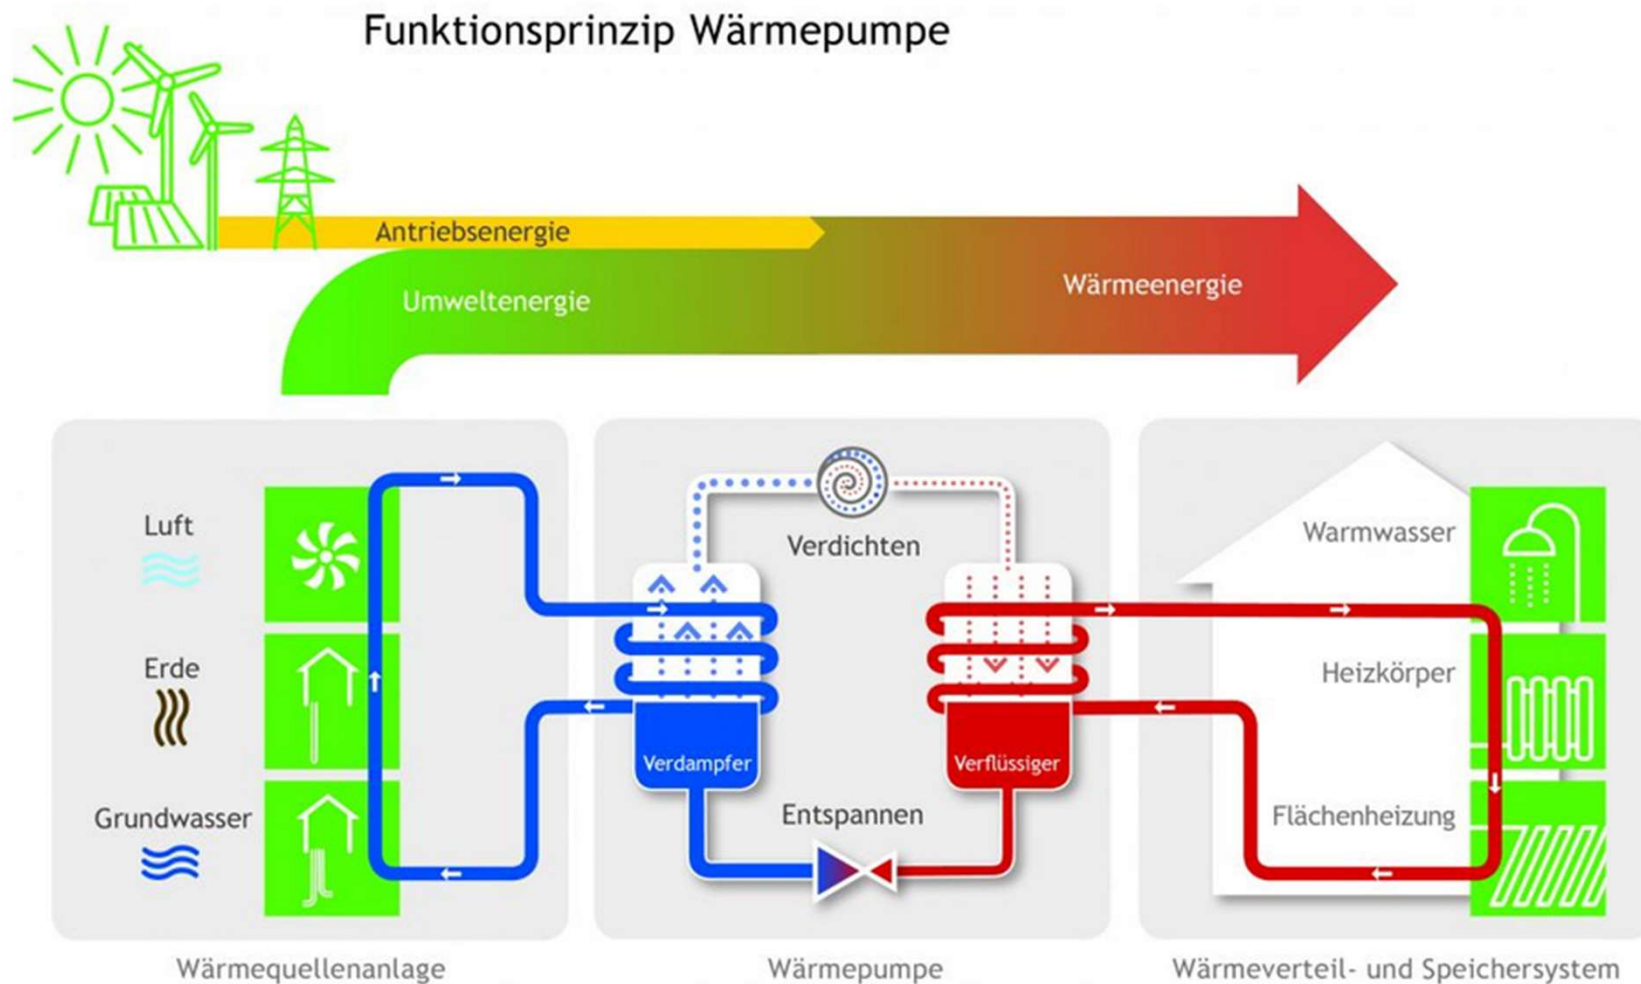 Funktionsprinzip Wärmepumpe
Antriebsenergie
Umweltenergie
Wärmeenergie
Luft
Erde
Grundwasser
Verdichten
Verdampfer
Verflüssiger
Entspannen
Warmwasser
Heizkörper
Flächenheizung
Wärmequellenanlage
Wärmepumpe
Wärmeverteil- und Speichersystem